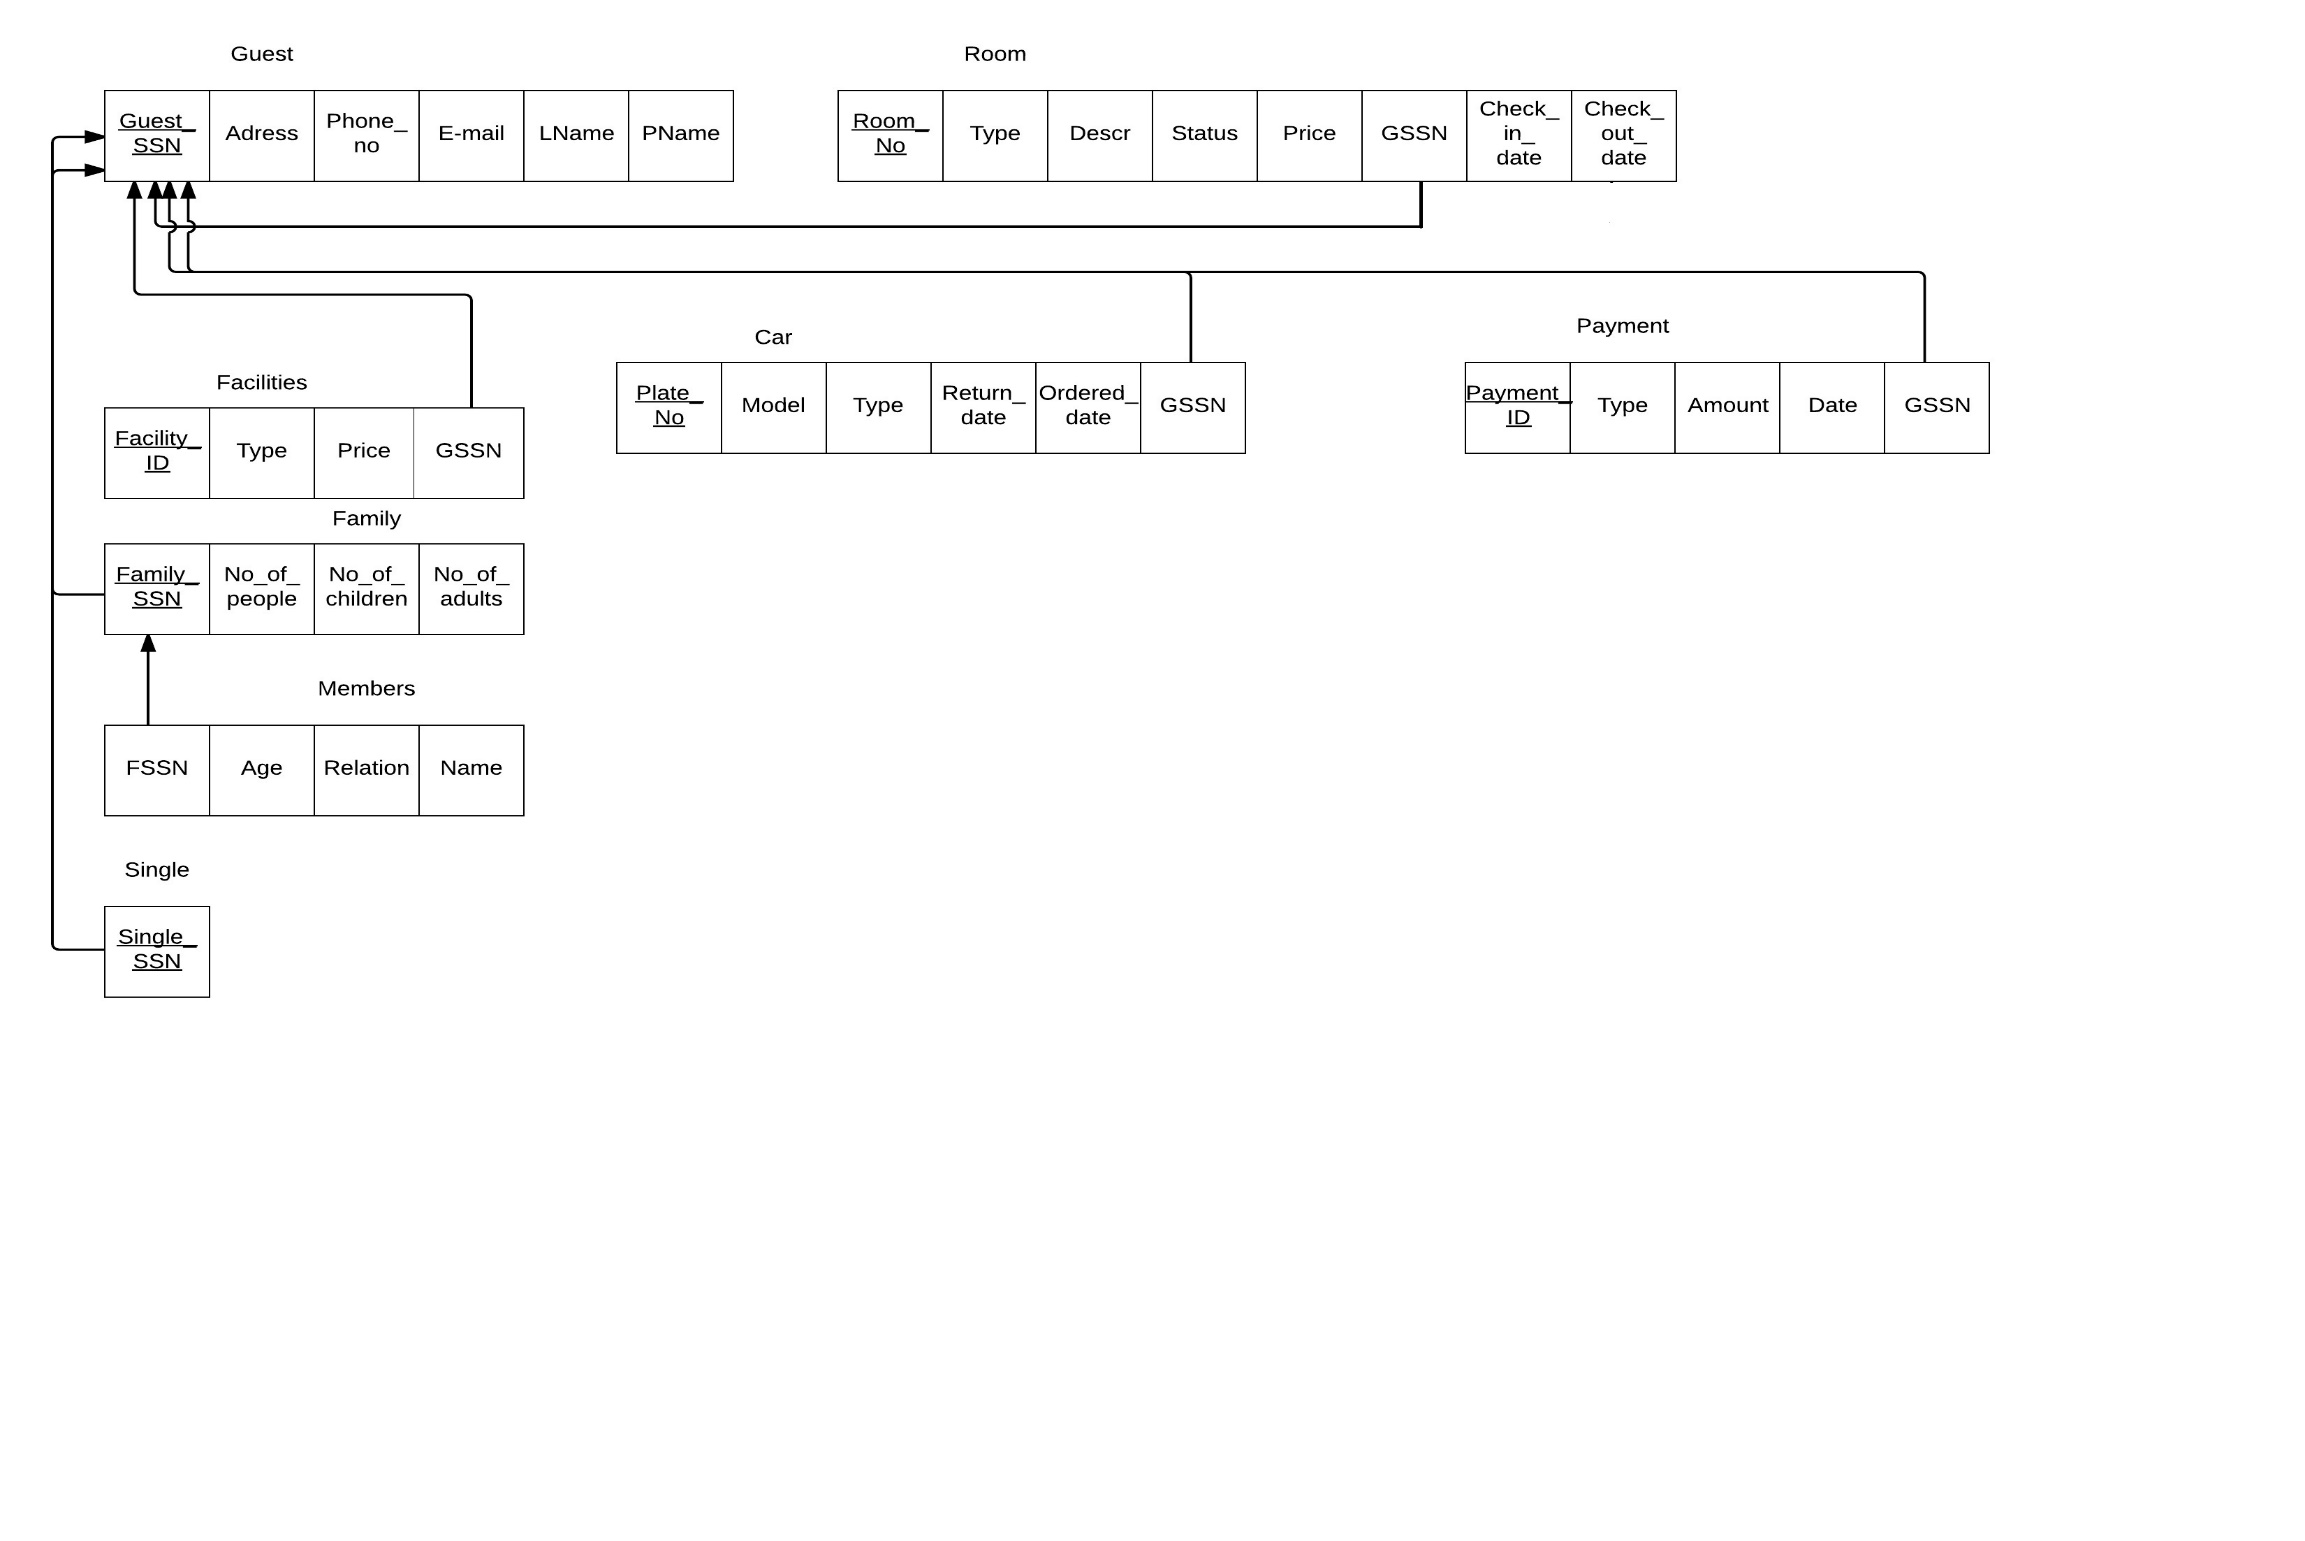 Guest
Room
Guest_
SSN
Adress
Phone_
no
E-mail
LName
PName
Room_
No
Type
Descr
Status
Price
GSSN
Check_
in_
date
Check_
out_
date
Car
Payment
Facilities
Plate_
No
Model
Type
Return_
date
Ordered_
date
GSSN
Payment_
ID
Type
Amount
Date
GSSN
Facility_
ID
Type
Price
GSSN
Family
Family_
SSN
No_of_
people
No_of_
children
No_of_
adults
Members
FSSN
Age
Relation
Name
Single
Single_
SSN